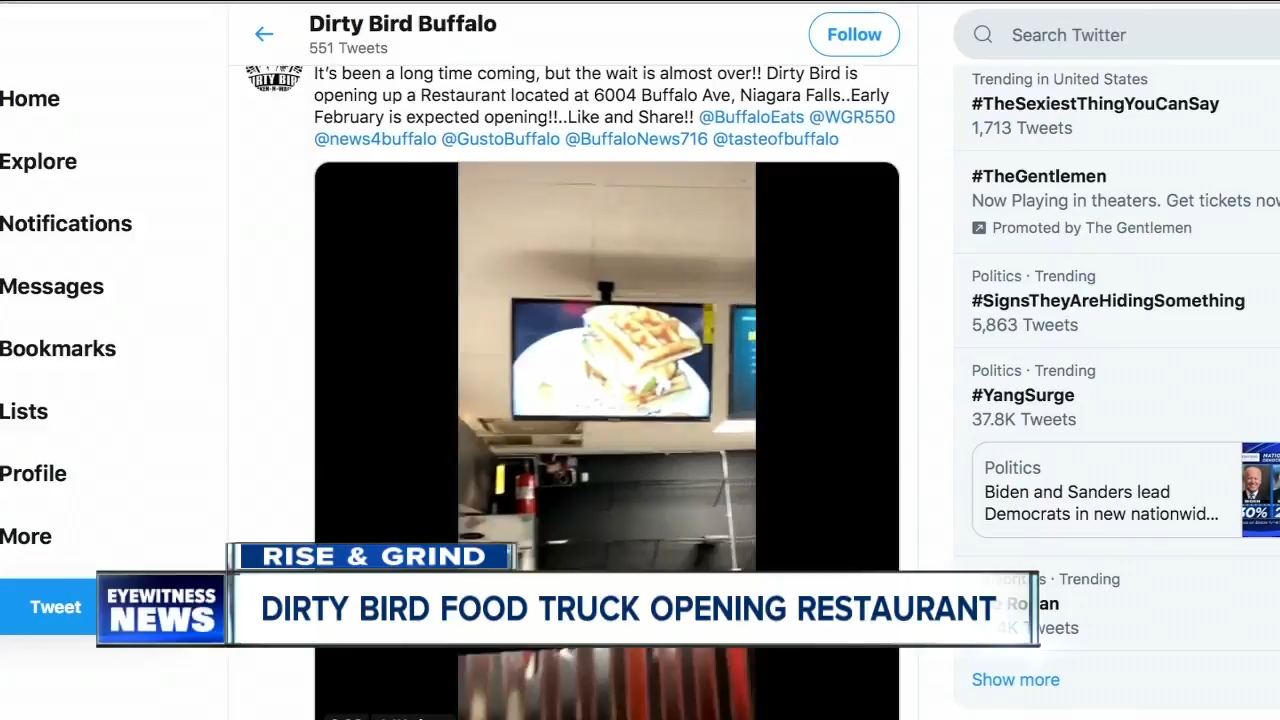 Home
Explore
Notifications
Messages
Bookmarks
Lists
Profile
More
Tweet
Dirty Bird Buffalo
551 Tweets
Follow
It's been a long time coming, but the wait is almost over!! Dirty Bird is
opening up a Restaurant located at 6004 Buffalo Ave, Niagara Falls..Early
February is expected opening!!..Like and Share!! @BuffaloEats @WGR550
@news4buffalo @GustoBuffalo @BuffaloNews716 @tasteofbuffalo
Search Twitter
Trending in United States
#TheSexiestThingYouCanSay
1,713 Tweets
#TheGentlemen
Now Playing in theaters. Get tickets now
Promoted by The Gentlemen
Politics · Trending
#SignsTheyAreHidingSomething
5,863 Tweets
Politics · Trending
#YangSurge
37.8K Tweets
Politics
Biden and Sanders lead
Democrats in new nationwid...
· Trending
Show more
RISE & GRIND
EYEWITNESS
NEWS
DIRTY BIRD FOOD TRUCK OPENING RESTAURANT